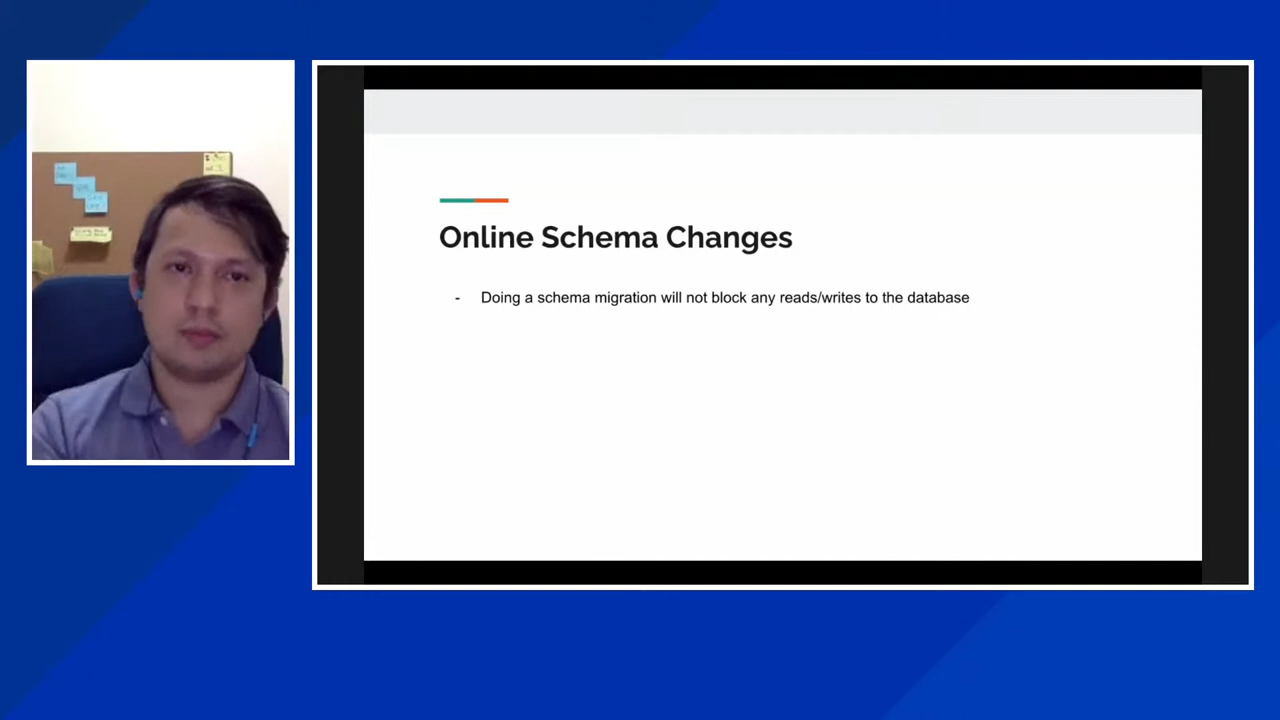 Online Schema Changes
- Doing a schema migration will not block any reads/writes to the database